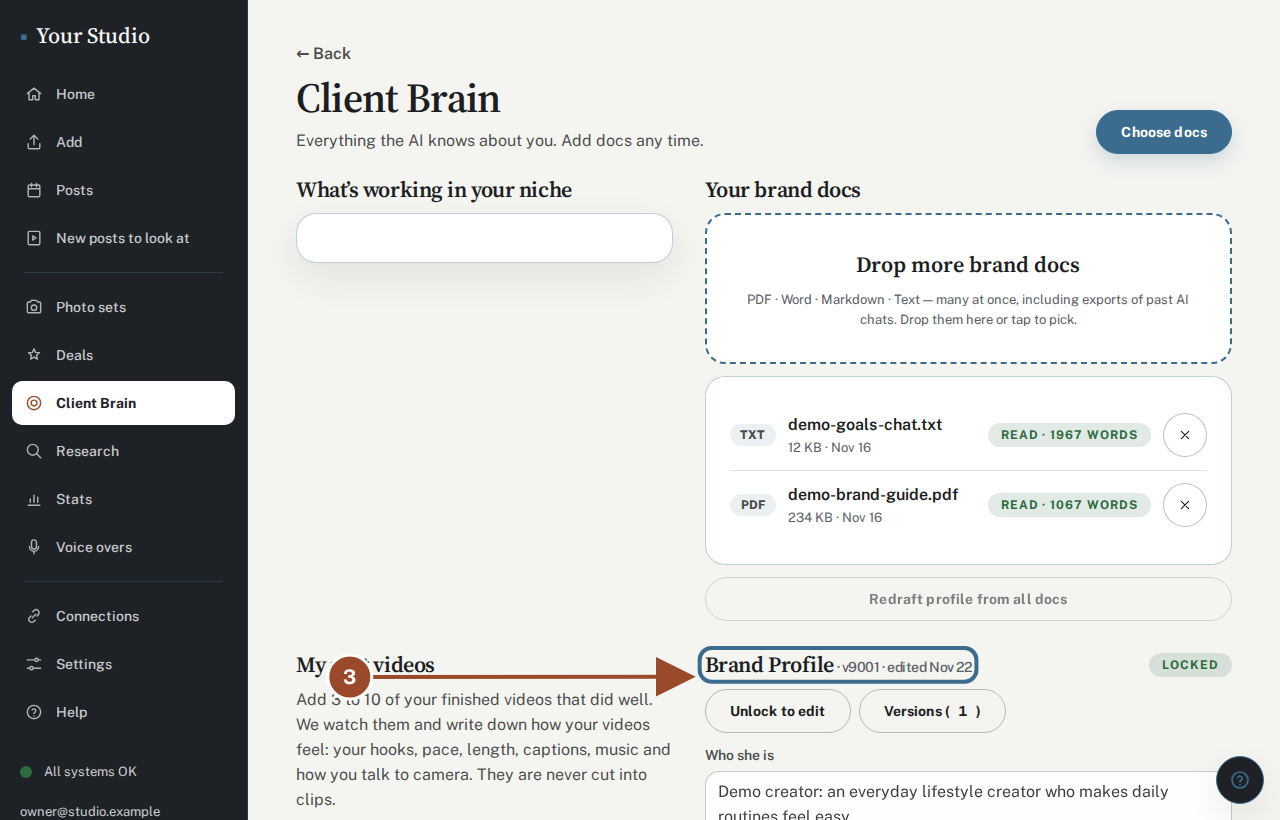 Your Studio
Home
Add
Posts
New posts to look at
Photo sets
Deals
Client Brain
Research
Stats
Voice overs
Connections
Settings
Help
All systems OK
owner@studio.example
← Back
Client Brain
Everything the AI knows about you. Add docs any time.
Choose docs
What's working in your niche
Your brand docs
Drop more brand docs
PDF · Word · Markdown · Text — many at once, including exports of past AI
chats. Drop them here or tap to pick.
TXT
demo-goals-chat.txt
12 KB · Nov 16
READ · 1967 WORDS
×
PDF
demo-brand-guide.pdf
234 KB · Nov 16
READ · 1067 WORDS
×
Redraft profile from all docs
My videos
3
Add 3 to 10 of your finished videos that did well.
We watch them and write down how your videos
feel: your hooks, pace, length, captions, music and
how you talk to camera. They are never cut into
clips.
Brand Profile · v9001 · edited Nov 22
LOCKED
Unlock to edit
Versions ( 1 )
Who she is
Demo creator: an everyday lifestyle creator who makes daily
routines feel easy